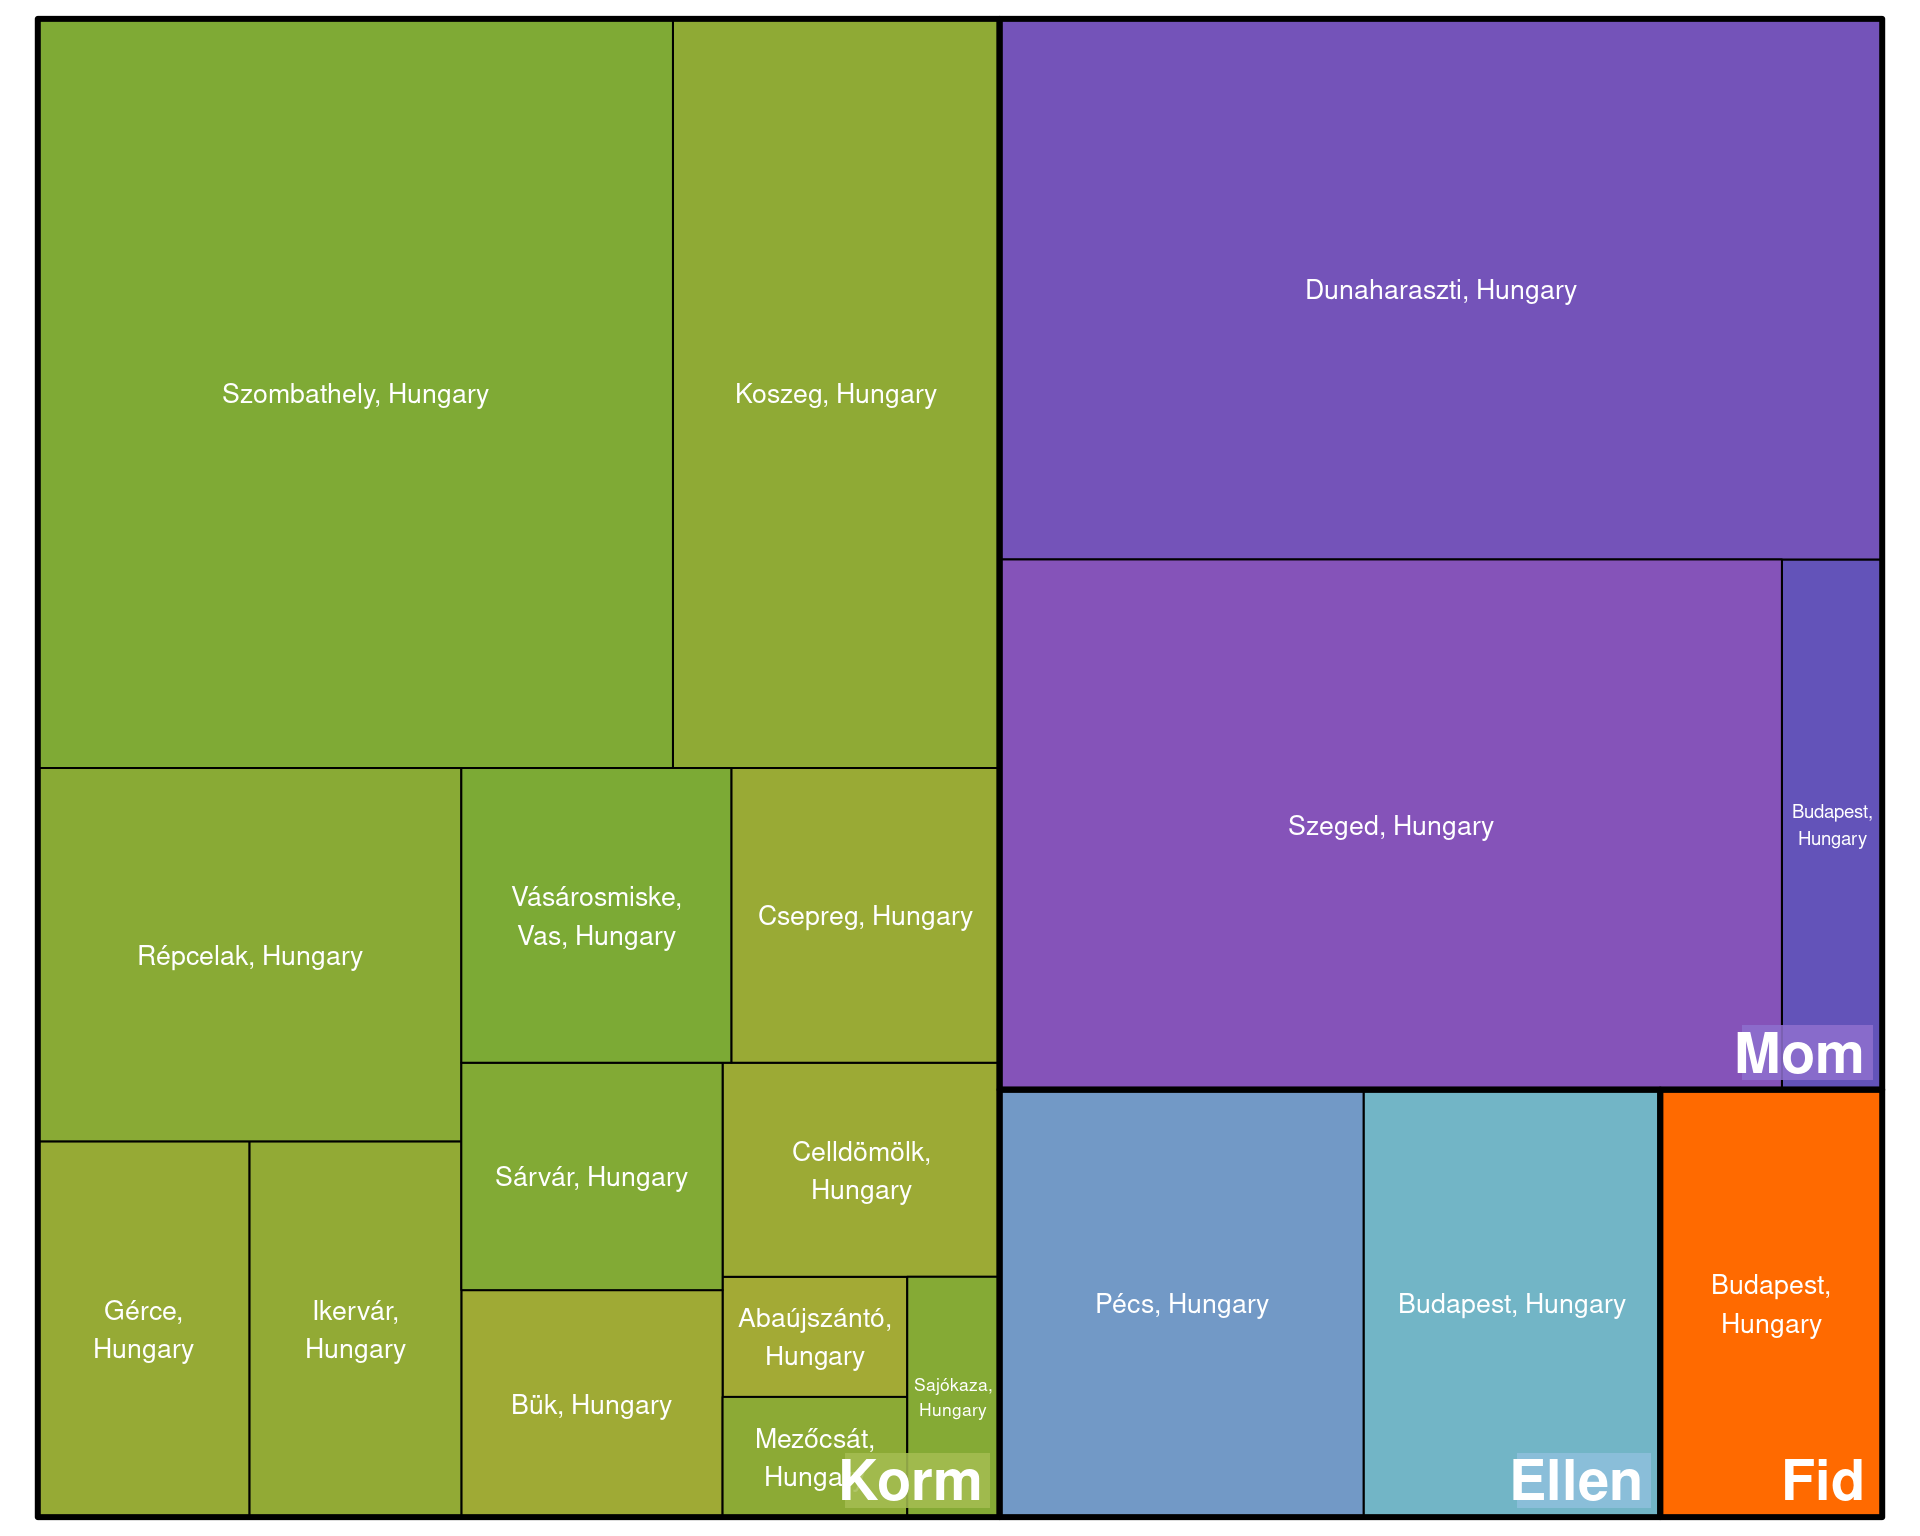 Szombathely, Hungary
Koszeg, Hungary
Dunaharaszti, Hungary
Szeged, Hungary
Budapest,
Hungary
Mom
Répcelak, Hungary
Vásárosmiske,
Vas, Hungary
Csepreg, Hungary
Sárvár, Hungary
Celldömölk,
Hungary
Gérce,
Hungary
Ikervár,
Hungary
Bük, Hungary
Abaújszántó,
Hungary
Mezőcsát,
Hunga
Sajókaza,
Hungary
Korm
Pécs, Hungary
Budapest, Hungary
Ellen
Budapest,
Hungary
Fid